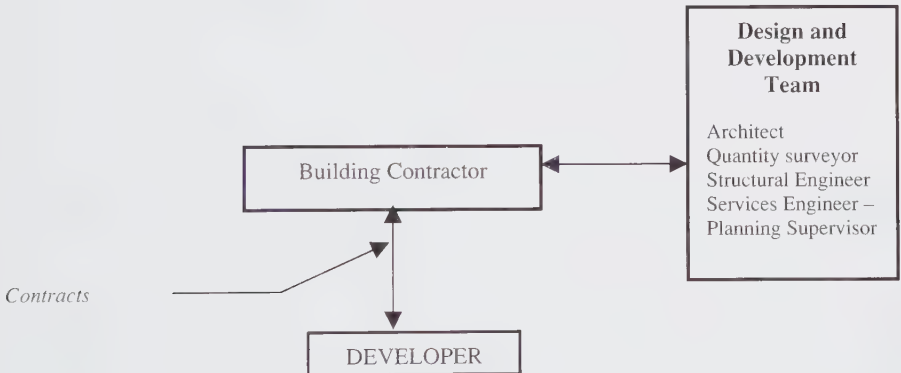 Design and
Development
Team
Architect
Quantity surveyor
Structural Engineer
Services Engineer –
Planning Supervisor
Building Contractor
Contracts
DEVELOPER